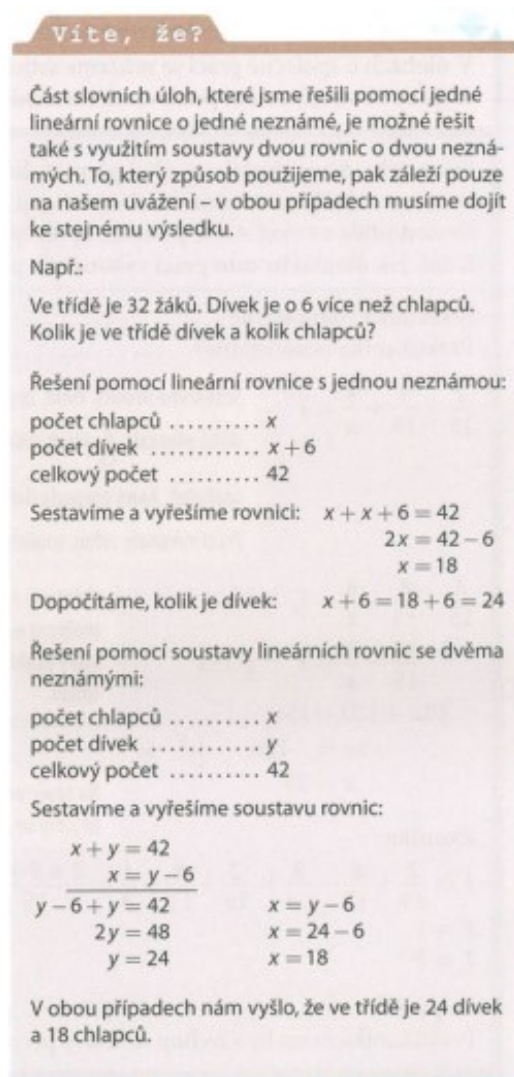 Víte, že?
Část slovních úloh, které jsme řešili pomocí jedné
lineární rovnice o jedné neznámé, je možné řešit
také s využitím soustavy dvou rovnic o dvou nezná-
mých. To, který způsob použijeme, pak záleží pouze
na našem uvážení – v obou případech musíme dojít
ke stejnému výsledku.
Např.:
Ve třídě je 32 žáků. Dívek je o 6 více než chlapců.
Kolik je ve třídě dívek a kolik chlapců?
Řešení pomocí lineární rovnice s jednou neznámou:
počet chlapců .......... x
počet dívek ............ x + 6
celkový počet .......... 42
Sestavíme a vyřešíme rovnici: x + x + 6 = 42
2x = 42 – 6
x = 18
Dopočítáme, kolik je dívek: x + 6 = 18 + 6 = 24
Řešení pomocí soustavy lineárních rovnic se dvěma
neznámými:
počet chlapců .......... x
počet dívek ............ y
celkový počet .......... 42
Sestavíme a vyřešíme soustavu rovnic:
x + y = 42
x = y – 6
y – 6 + y = 42 x = y – 6
2y = 48 x = 24 – 6
y = 24 x = 18
V obou případech nám vyšlo, že ve třídě je 24 dívek
a 18 chlapců.